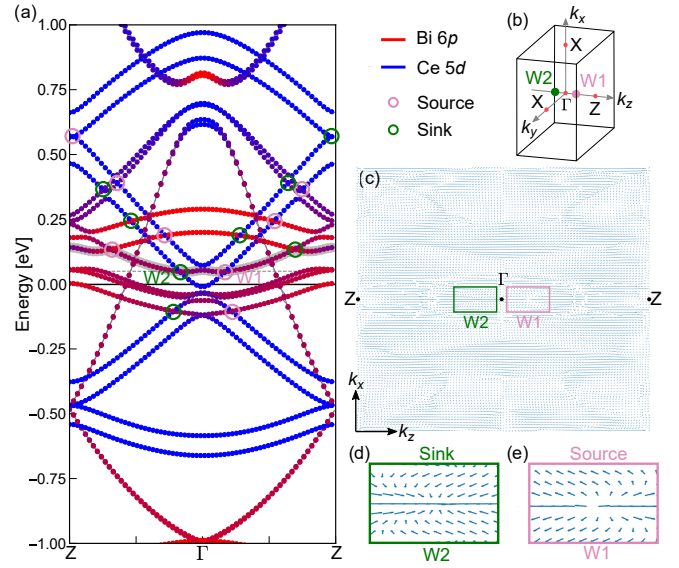 (a)
1.00
0.75
0.50
0.25
0.00
−0.25
−0.50
−0.75
−1.00
Energy [eV]
Z
Γ
Z
W2
W1
Bi 6p
Ce 5d
Source
Sink
(b)
kx
W2
X
W1
X
Γ
Z
kz
ky
(c)
Z
Γ
Z
W2
W1
kx
kz
(d)
Sink
W2
(e)
Source
W1